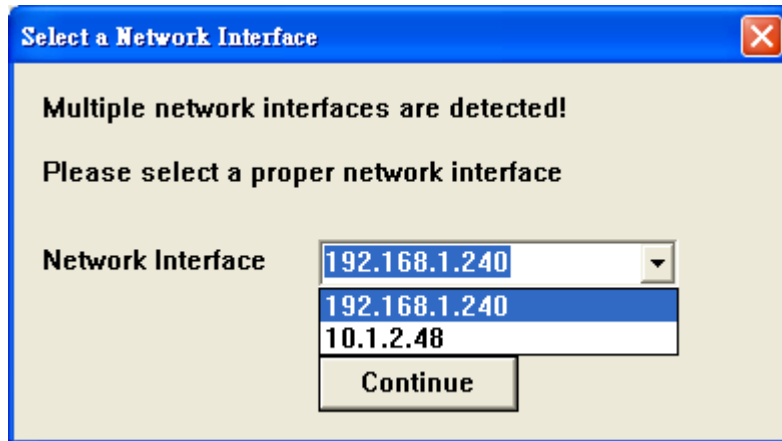 Select a Network Interface
Multiple network interfaces are detected!
Please select a proper network interface
Network Interface 192.168.1.240
192.168.1.240
10.1.2.48
Continue